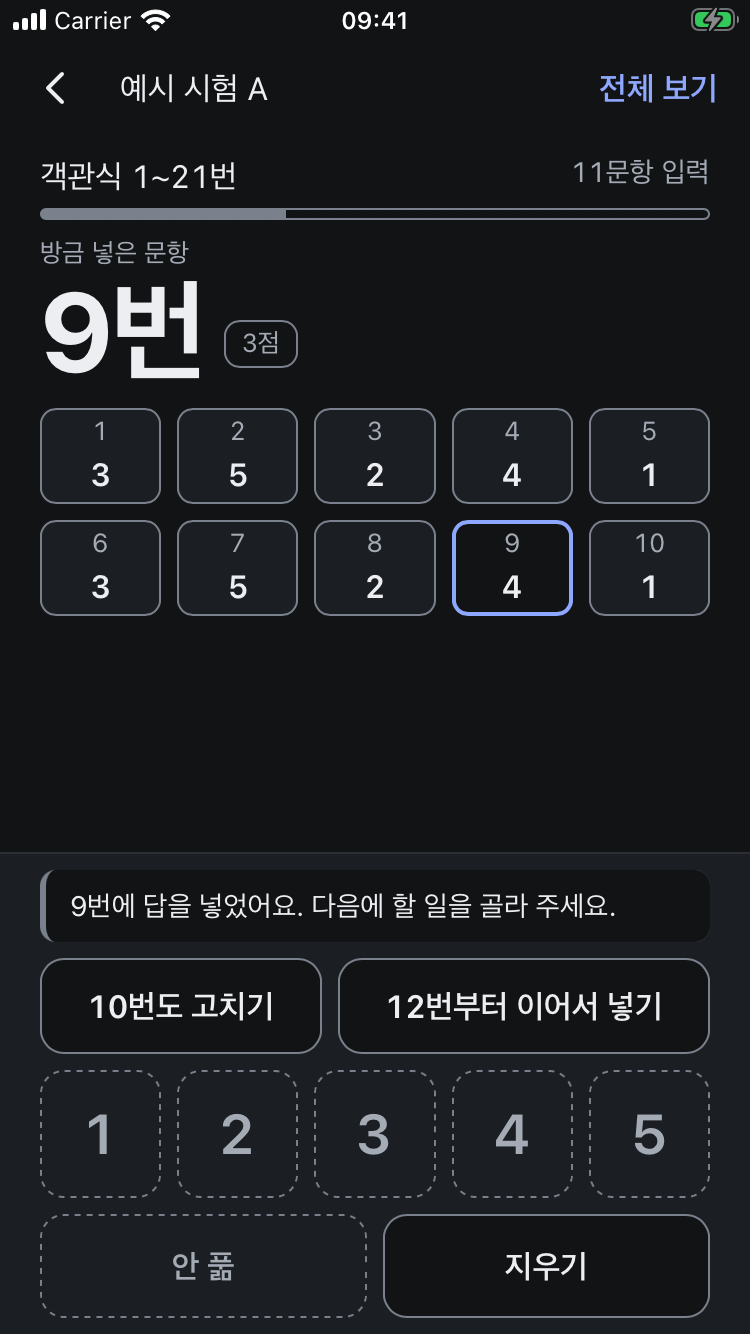 Carrier 09:41
예시 시험 A 전체 보기
객관식 1~21번 11문항 입력
방금 넣은 문항
9번 3점
1 2 3 4 5
3 5 2 4 1
6 7 8 9 10
3 5 2 4 1
9번에 답을 넣었어요. 다음에 할 일을 골라 주세요.
10번도 고치기 12번부터 이어서 넣기
1 2 3 4 5
안 풂 지우기